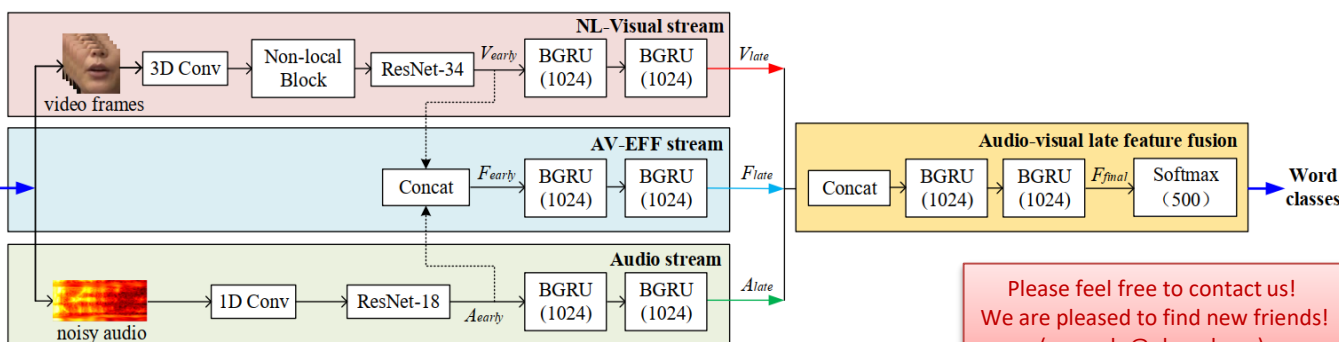 NL-Visual stream
video frames
3D Conv
Non-local
Block
ResNet-34
Vearly
BGRU
(1024)
BGRU
(1024)
Vlate
AV-EFF stream
Concat
Fearly
BGRU
(1024)
BGRU
(1024)
Flate
Audio stream
noisy audio
1D Conv
ResNet-18
Aearly
BGRU
(1024)
BGRU
(1024)
Alate
Audio-visual late feature fusion
Concat
BGRU
(1024)
BGRU
(1024)
Ffinal
Softmax
(500)
Word
classes
Please feel free to contact us!
We are pleased to find new friends!